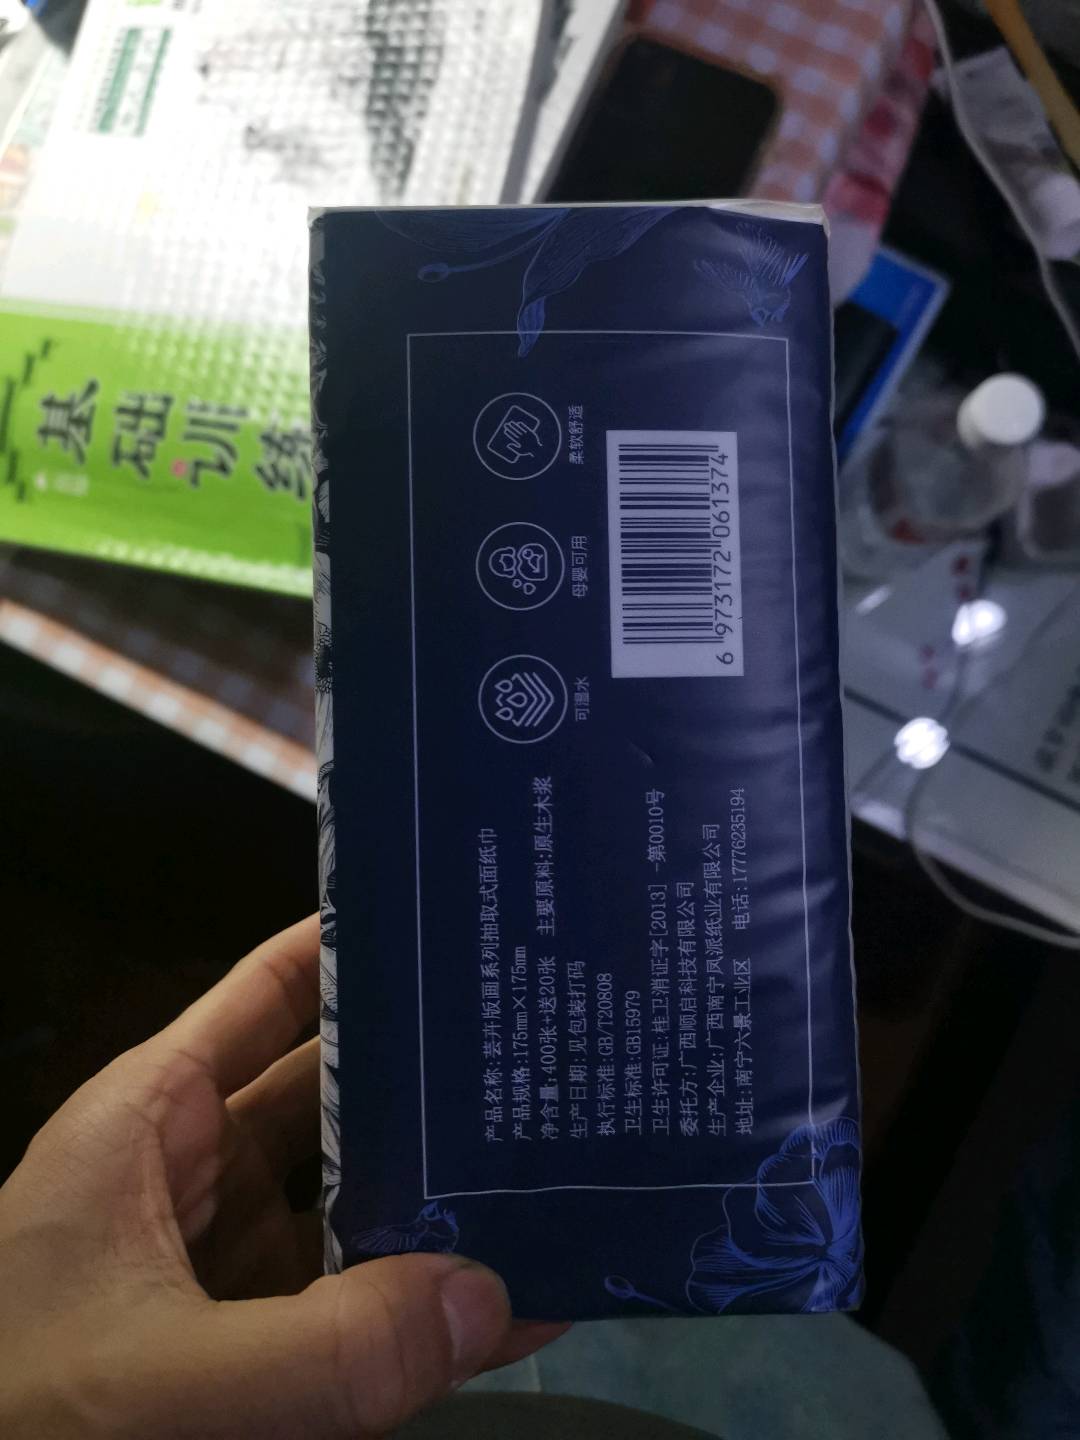 产品名称:芸卉版画系列抽取式面纸巾
产品规格:175mm×175mm
净含量:400张+送20张 主要原料:原生木浆
生产日期:见包装打码
执行标准:GB/T20808
卫生标准:GB15979
卫生许可证:桂卫消证字[2013]-第0010号
委托方:广西顺启科技有限公司
生产企业:广西南宁凤派纸业有限公司
地址:南宁六景工业区 电话:17776235194
可湿水
母婴可用
柔软舒适
6 973172 061374
基础训练